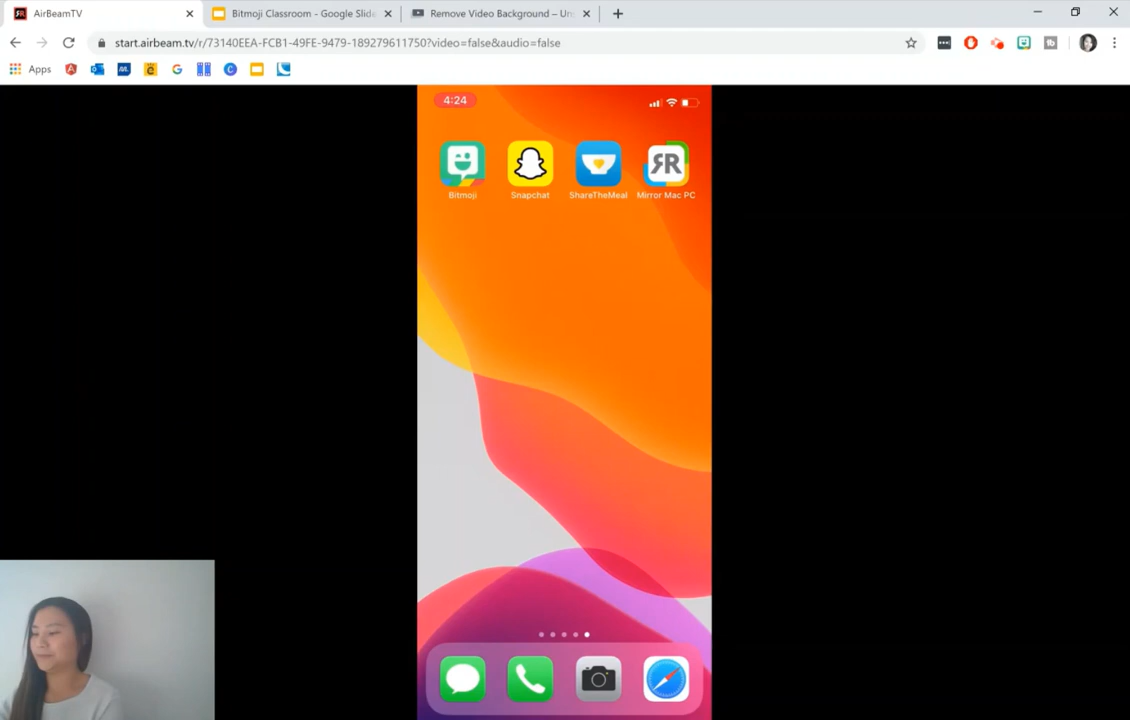 AirBeamTV
Bitmoji Classroom - Google Slide
Remove Video Background – Un
start.airbeam.tv/r/73140EEA-FCB1-49FE-9479-189279611750?video=false&audio=false
Apps
4:24
Bitmoji
Snapchat
ShareTheMeal
ЯR
Mirror Mac PC